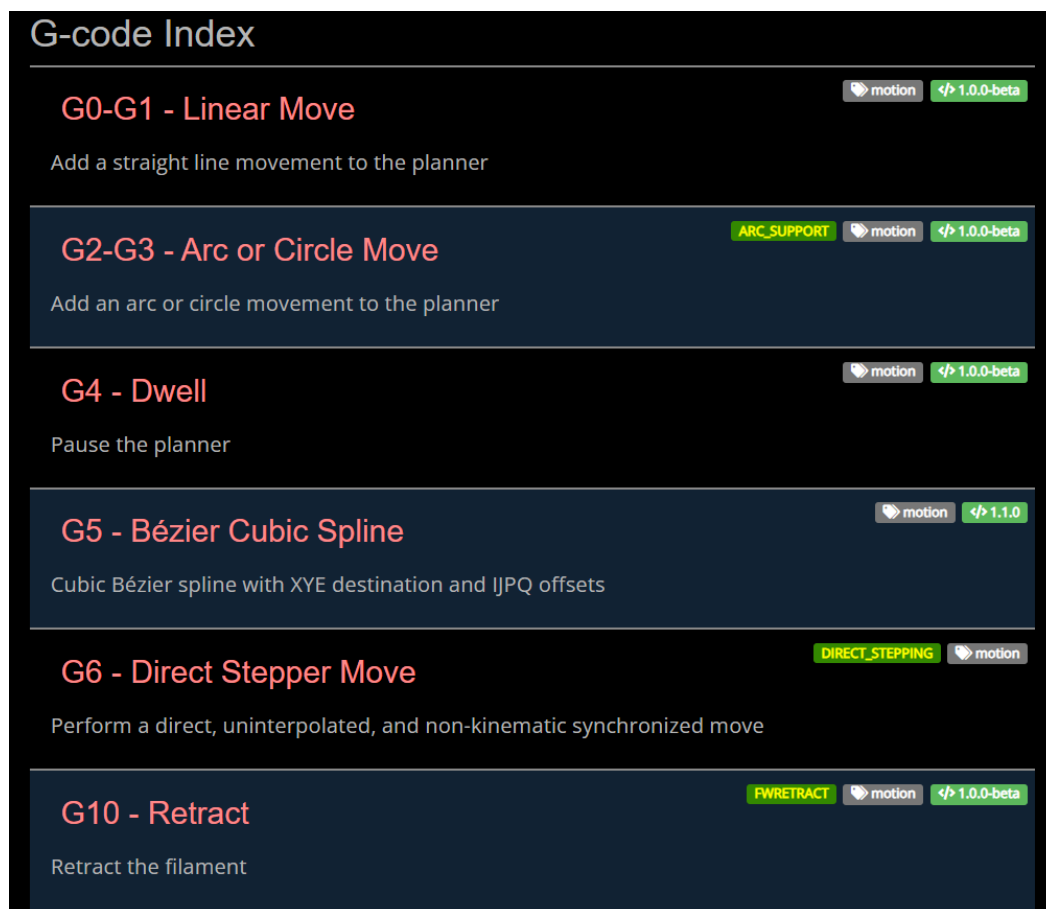 G-code Index
G0-G1 - Linear Move
motion
</> 1.0.0-beta
Add a straight line movement to the planner
G2-G3 - Arc or Circle Move
ARC_SUPPORT
motion
</> 1.0.0-beta
Add an arc or circle movement to the planner
G4 - Dwell
motion
</> 1.0.0-beta
Pause the planner
G5 - Bézier Cubic Spline
motion
</> 1.1.0
Cubic Bézier spline with XYE destination and IJPQ offsets
G6 - Direct Stepper Move
DIRECT_STEPPING
motion
Perform a direct, uninterpolated, and non-kinematic synchronized move
G10 - Retract
FWRETRACT
motion
</> 1.0.0-beta
Retract the filament